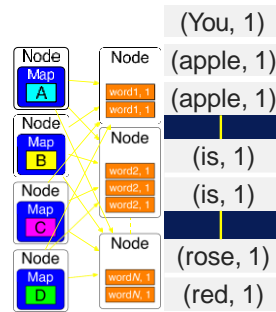 Node
Map
A
Node
Map
B
Node
Map
C
Node
Map
D
Node
word1, 1
word1, 1
Node
word2, 1
word2, 1
word2, 1
Node
wordN, 1
wordN, 1
(You, 1)
(apple, 1)
(apple, 1)
(is, 1)
(is, 1)
(rose, 1)
(red, 1)